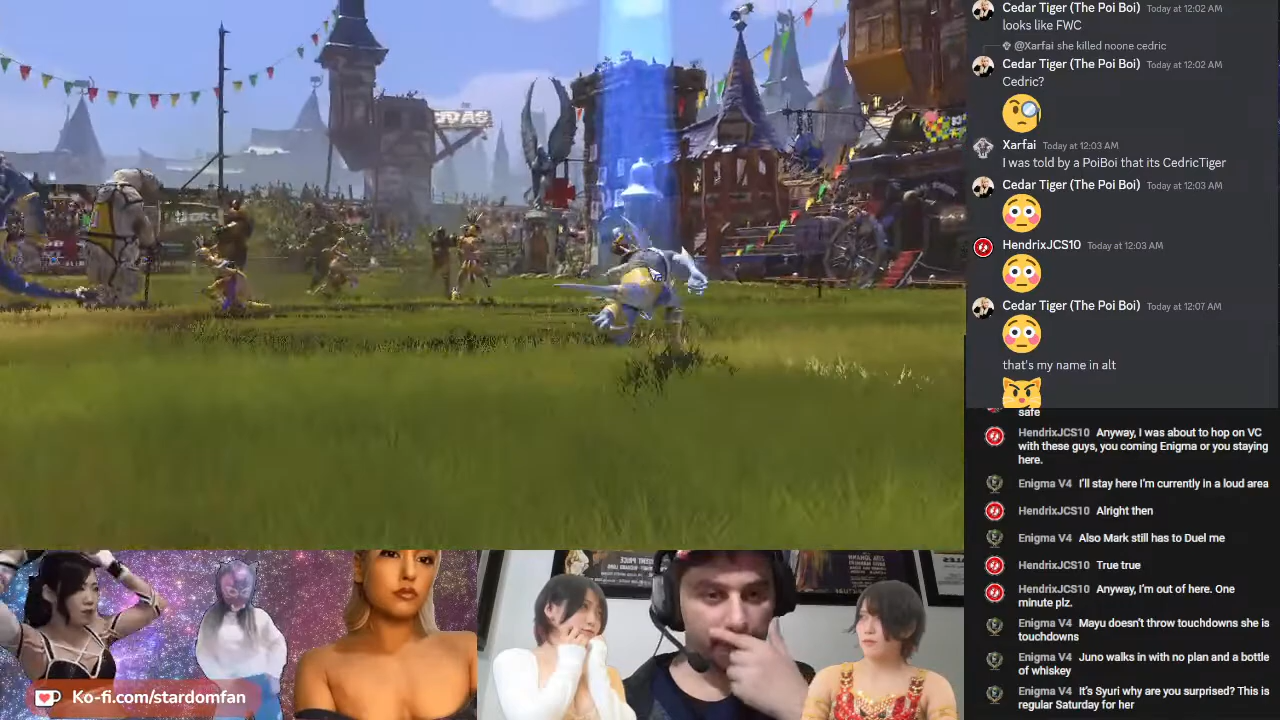 Cedar Tiger (The Poi Boi) Today at 12:02 AM
looks like FWC
@Xarfai she killed noone cedric
Cedar Tiger (The Poi Boi) Today at 12:02 AM
Cedric?
Xarfai Today at 12:03 AM
I was told by a PoiBoi that its CedricTiger
Cedar Tiger (The Poi Boi) Today at 12:03 AM
HendrixJCS10 Today at 12:03 AM
Cedar Tiger (The Poi Boi) Today at 12:07 AM
that's my name in alt
safe
HendrixJCS10 Anyway, I was about to hop on VC
with these guys, you coming Enigma or you staying
here.
Enigma V4 I'll stay here I'm currently in a loud area
HendrixJCS10 Alright then
Enigma V4 Also Mark still has to Duel me
HendrixJCS10 True true
HendrixJCS10 Anyway, I'm out of here. One
minute plz.
Enigma V4 Mayu doesn't throw touchdowns she is
touchdowns
Enigma V4 Juno walks in with no plan and a bottle
of whiskey
Enigma V4 It's Syuri why are you surprised? This is
regular Saturday for her
Ko-fi.com/stardomfan